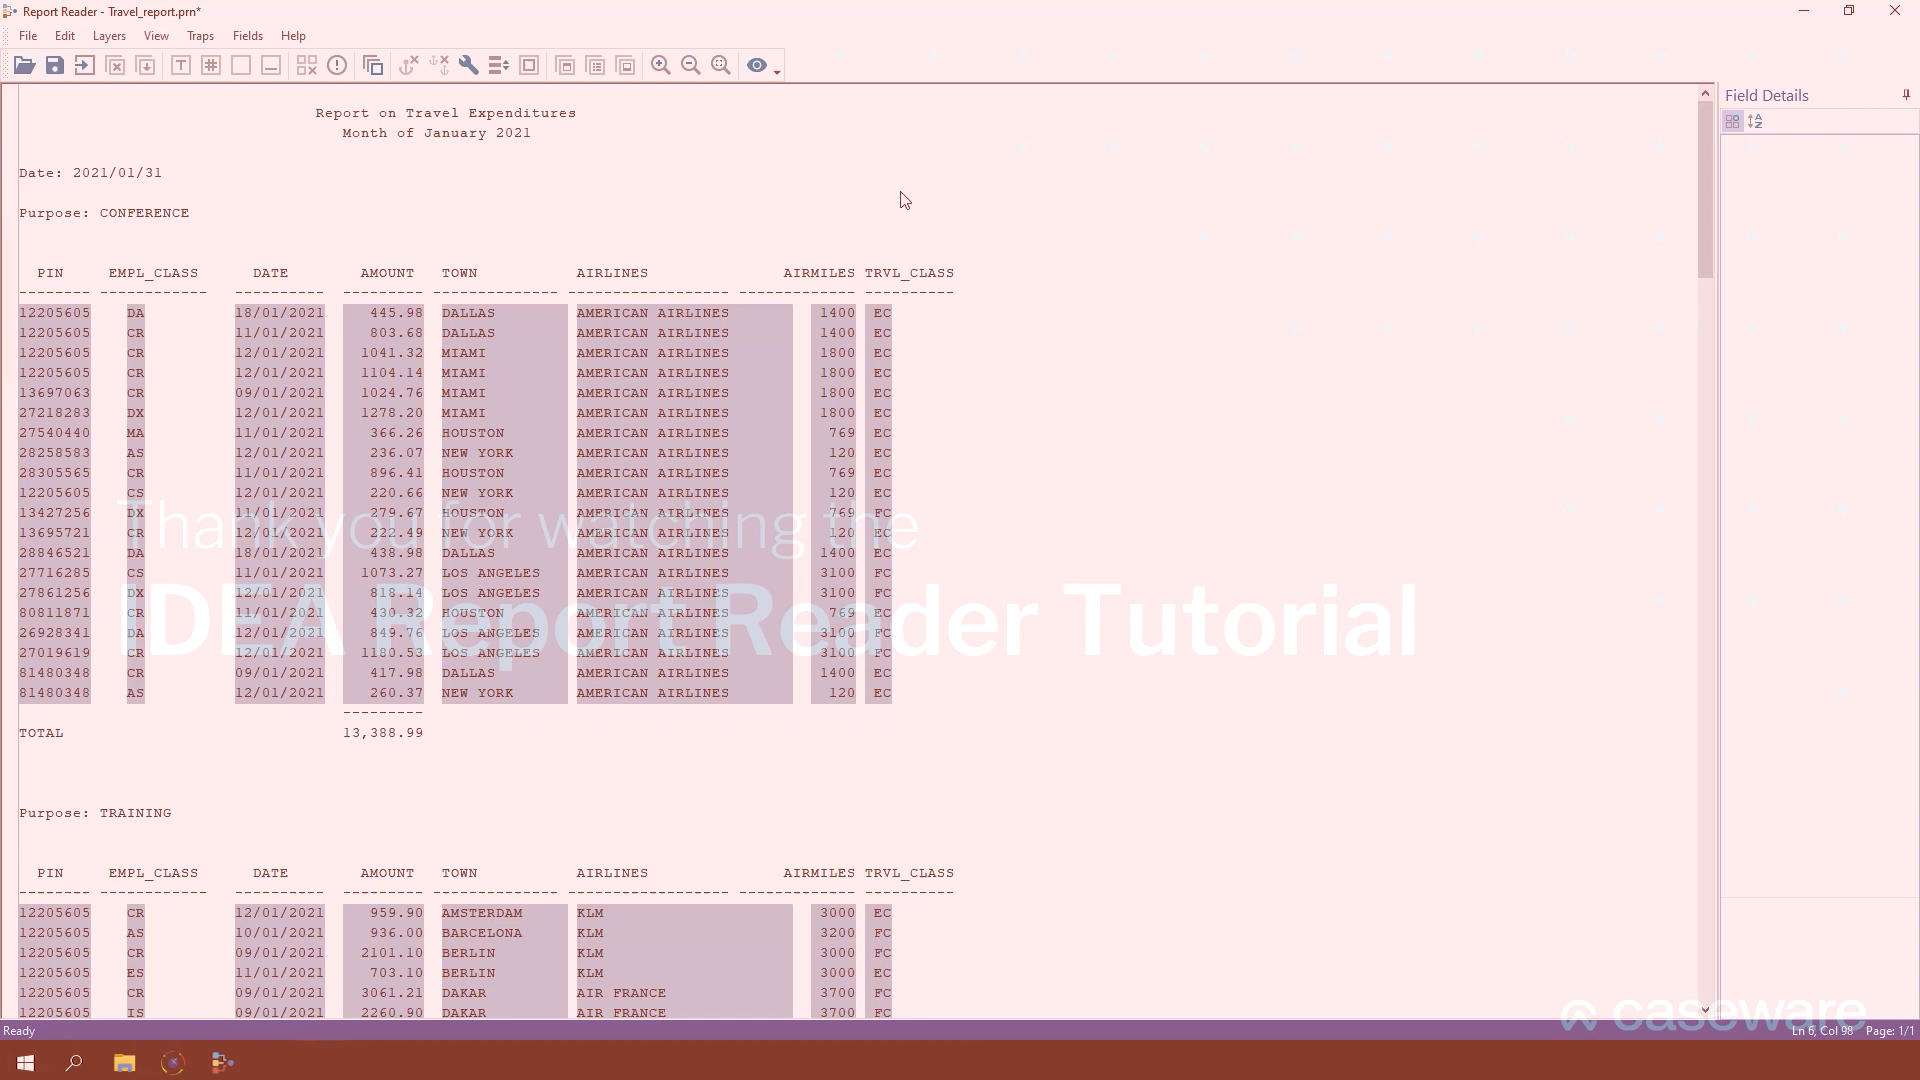 Report Reader - Travel_report.prn*
File Edit Layers View Traps Fields Help
Field Details
Report on Travel Expenditures
Month of January 2021
Date: 2021/01/31
Purpose: CONFERENCE
PIN EMPL_CLASS DATE AMOUNT TOWN AIRLINES AIRMILES TRVL_CLASS
12205605 DA 18/01/2021 445.98 DALLAS AMERICAN AIRLINES 1400 EC
12205605 CR 11/01/2021 803.68 DALLAS AMERICAN AIRLINES 1400 EC
12205605 CR 12/01/2021 1041.32 MIAMI AMERICAN AIRLINES 1800 EC
12205605 CR 12/01/2021 1104.14 MIAMI AMERICAN AIRLINES 1800 EC
13697063 CR 09/01/2021 1024.76 MIAMI AMERICAN AIRLINES 1800 EC
27218283 DX 12/01/2021 1278.20 MIAMI AMERICAN AIRLINES 1800 EC
27540440 MA 11/01/2021 366.26 HOUSTON AMERICAN AIRLINES 769 EC
28258583 AS 12/01/2021 236.07 NEW YORK AMERICAN AIRLINES 120 EC
28305565 CR 11/01/2021 896.41 HOUSTON AMERICAN AIRLINES 769 EC
12205605 CS 12/01/2021 220.66 NEW YORK AMERICAN AIRLINES 120 EC
13427256 DX 11/01/2021 279.67 HOUSTON AMERICAN AIRLINES 769 FC
13695721 CR 12/01/2021 222.49 NEW YORK AMERICAN AIRLINES 120 EC
28846521 DA 18/01/2021 438.98 DALLAS AMERICAN AIRLINES 1400 EC
27716285 CS 11/01/2021 1073.27 LOS ANGELES AMERICAN AIRLINES 3100 FC
27861256 DX 12/01/2021 818.14 LOS ANGELES AMERICAN AIRLINES 3100 FC
80811871 CR 11/01/2021 430.32 HOUSTON AMERICAN AIRLINES 769 EC
26928341 DA 12/01/2021 849.76 LOS ANGELES AMERICAN AIRLINES 3100 FC
27019619 CR 12/01/2021 1180.53 LOS ANGELES AMERICAN AIRLINES 3100 FC
81480348 CR 09/01/2021 417.98 DALLAS AMERICAN AIRLINES 1400 EC
81480348 AS 12/01/2021 260.37 NEW YORK AMERICAN AIRLINES 120 EC
TOTAL 13,388.99
Thank you for watching the
IDEA Report Reader Tutorial
Purpose: TRAINING
PIN EMPL_CLASS DATE AMOUNT TOWN AIRLINES AIRMILES TRVL_CLASS
12205605 CR 12/01/2021 959.90 AMSTERDAM KLM 3000 EC
12205605 AS 10/01/2021 936.00 BARCELONA KLM 3200 FC
12205605 CR 09/01/2021 2101.10 BERLIN KLM 3000 FC
12205605 ES 11/01/2021 703.10 BERLIN KLM 3000 EC
12205605 CR 09/01/2021 3061.21 DAKAR AIR FRANCE 3700 FC
12205605 IS 09/01/2021 2260.90 DAKAR AIR FRANCE 3700 FC
caseware
Ready Ln 6, Col 98 Page: 1/1